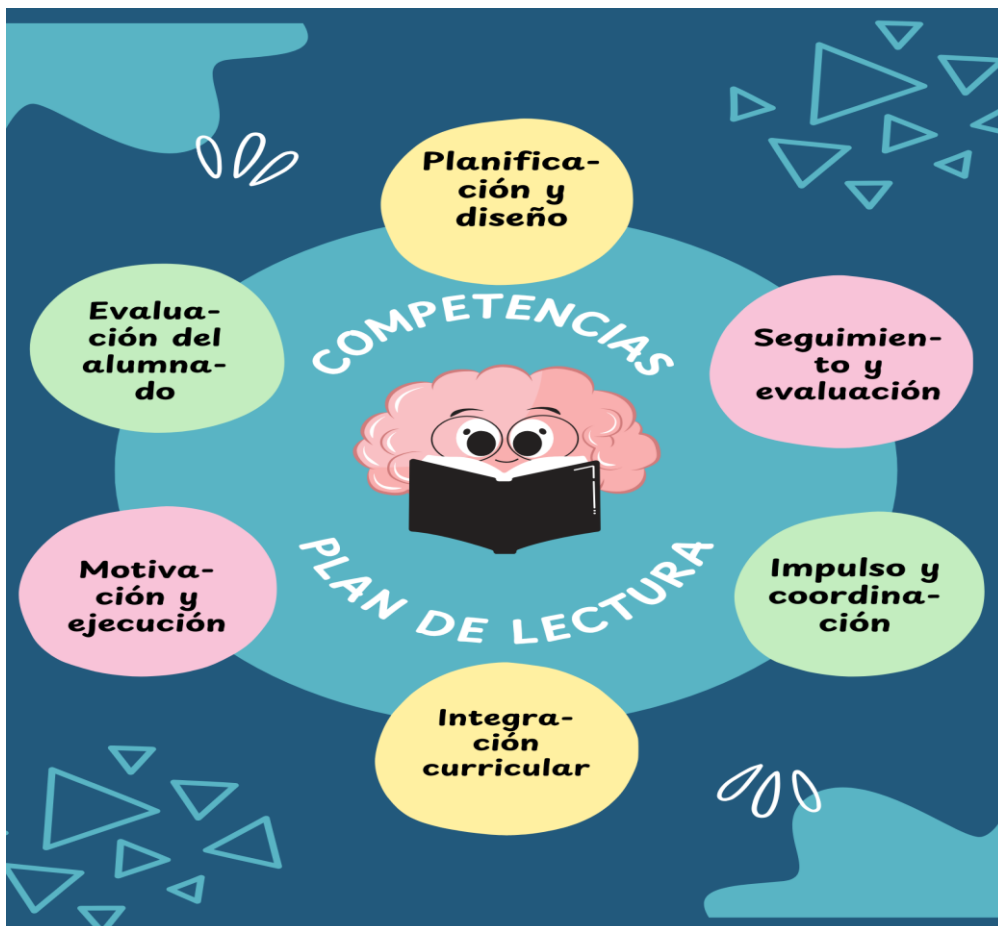 Planifica-
ción y
diseño
COMPETENCIAS
Evalua-
ción del
alumna-
do
Seguimien-
to y
evaluación
Motiva-
ción y
ejecución
Impulso y
coordina-
ción
PLAN DE LECTURA
Integra-
ción
curricular